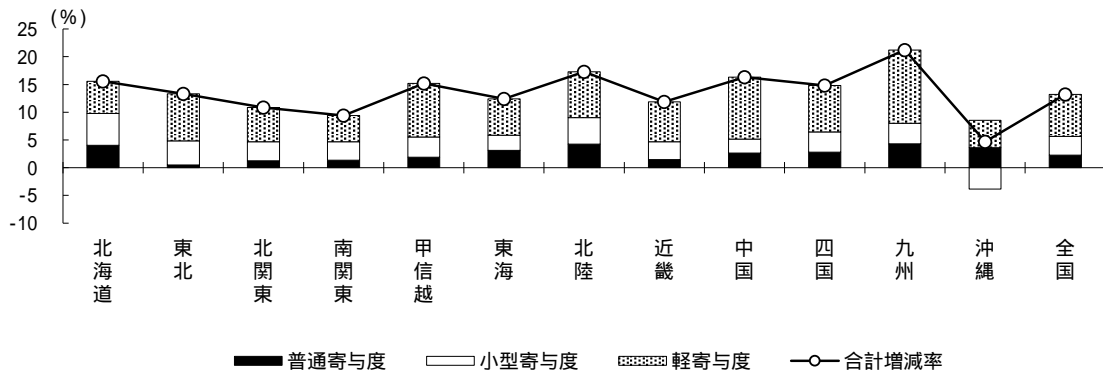 (%)
25
20
15
10
5
0
-5
-10
北海道
東北
北関東
南関東
甲信越
東海
北陸
近畿
中国
四国
九州
沖縄
全国
普通寄与度 小型寄与度 軽寄与度 合計増減率